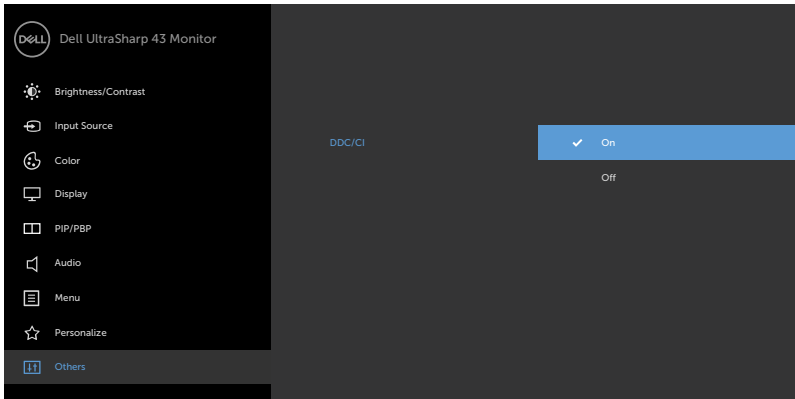 DELL
Dell UltraSharp 43 Monitor
Brightness/Contrast
Input Source
Color
Display
PIP/PBP
Audio
Menu
Personalize
Others
DDC/CI
On
Off